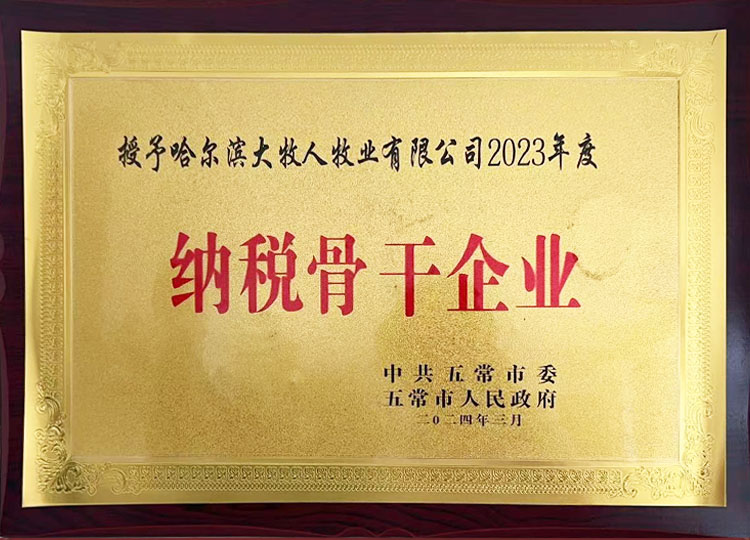 授予哈尔滨大牧人牧业有限公司2023年度
纳税骨干企业
中共五常市委
五常市人民政府
二〇二四年三月